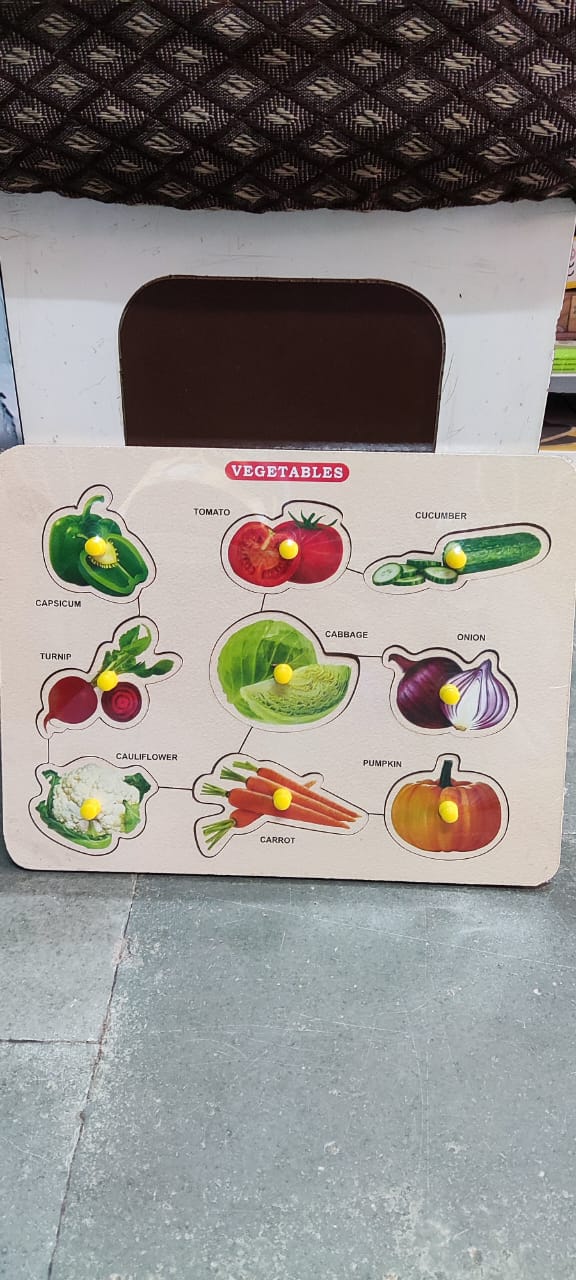 VEGETABLES
TOMATO
CUCUMBER
CAPSICUM
CABBAGE
ONION
TURNIP
CAULIFLOWER
PUMPKIN
CARROT